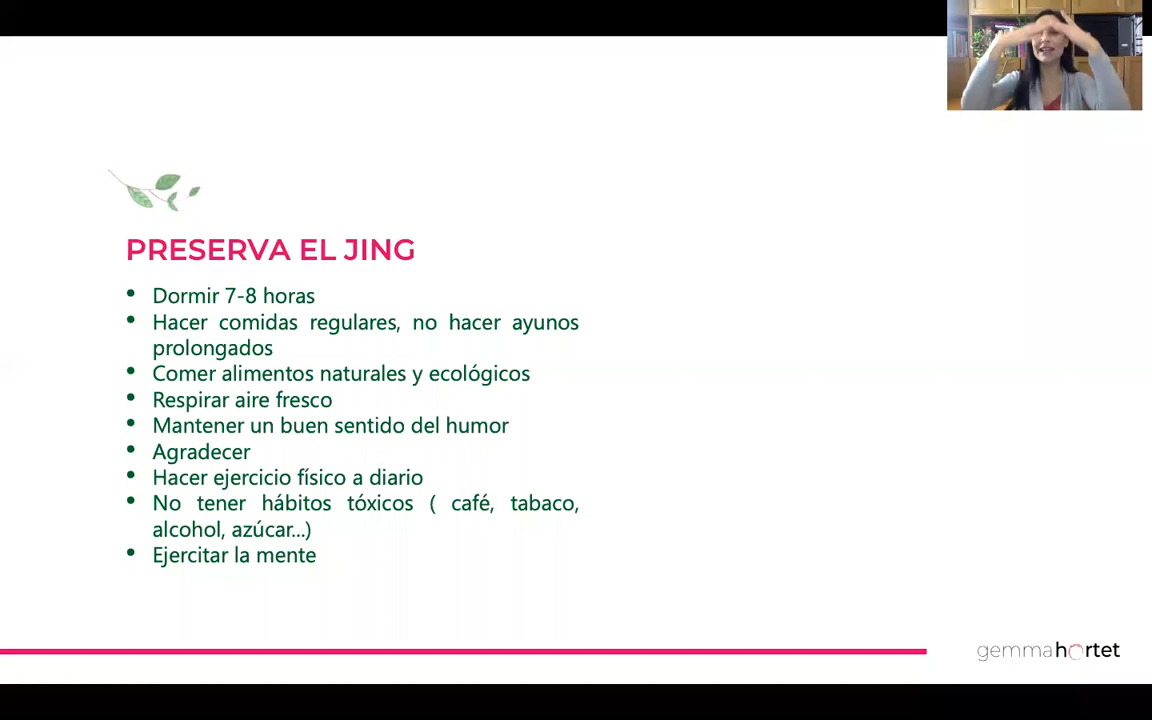 PRESERVA EL JING
• Dormir 7-8 horas
• Hacer comidas regulares, no hacer ayunos
prolongados
• Comer alimentos naturales y ecológicos
• Respirar aire fresco
• Mantener un buen sentido del humor
• Agradecer
• Hacer ejercicio físico a diario
• No tener hábitos tóxicos ( café, tabaco,
alcohol, azúcar...)
• Ejercitar la mente
gemmahortet